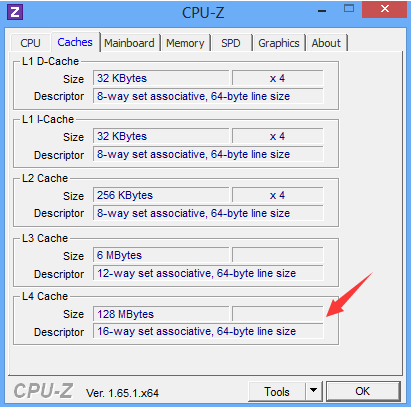 Z CPU-Z
CPU Caches Mainboard Memory SPD Graphics About
L1 D-Cache
Size 32 KBytes x 4
Descriptor 8-way set associative, 64-byte line size
L1 I-Cache
Size 32 KBytes x 4
Descriptor 8-way set associative, 64-byte line size
L2 Cache
Size 256 KBytes x 4
Descriptor 8-way set associative, 64-byte line size
L3 Cache
Size 6 MBytes
Descriptor 12-way set associative, 64-byte line size
L4 Cache
Size 128 MBytes
Descriptor 16-way set associative, 64-byte line size
CPU-Z Ver. 1.65.1.x64 Tools OK